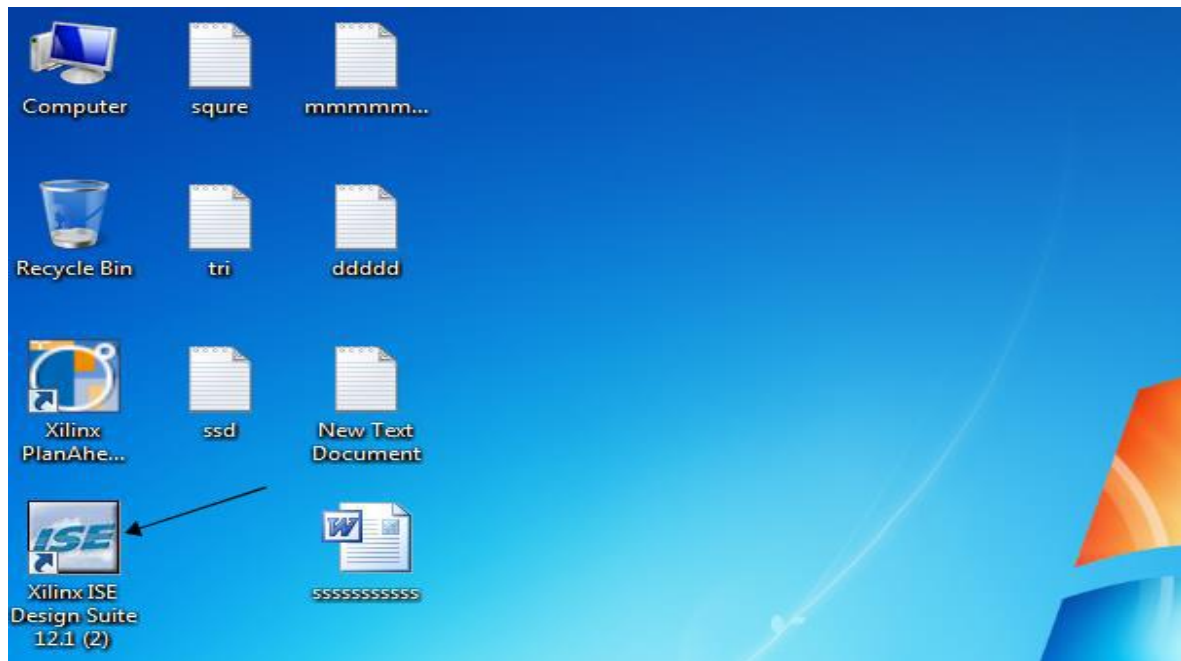 Computer
squre
mmmmm...
Recycle Bin
tri
ddddd
Xilinx
PlanAhe...
ssd
New Text
Document
ISE
Xilinx ISE
Design Suite
12.1 (2)
W
sssssssssss